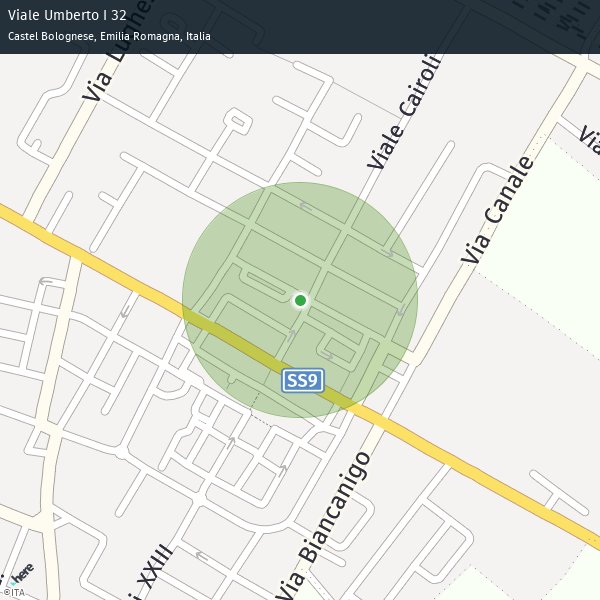 Viale Umberto I 32
Castel Bolognese, Emilia Romagna, Italia
Via
Viale Cairoli
Via Canale
SS9
Via Biancanigo
XXIII
here
©ITA